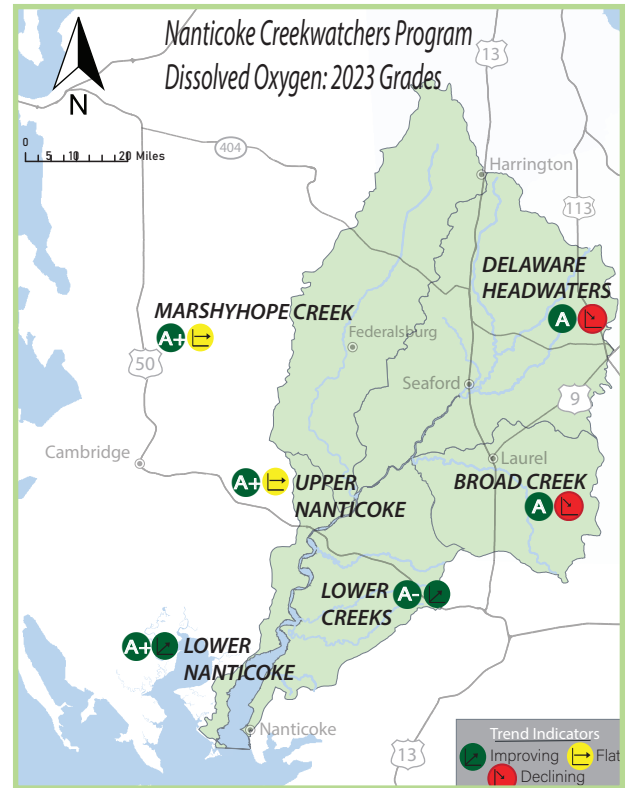 Nanticoke Creekwatchers Program
Dissolved Oxygen: 2023 Grades
N
0
5 10 20 Miles
13
404
Harrington
113
DELAWARE
HEADWATERS
A
MARSHYHOPE CREEK
A+
Federalsburg
50
Seaford
9
Cambridge
Laurel
A+
UPPER
NANTICOKE
BROAD CREEK
A
LOWER
CREEKS
A-
A+
LOWER
NANTICOKE
Nanticoke
13
Trend Indicators
Improving
Flat
Declining